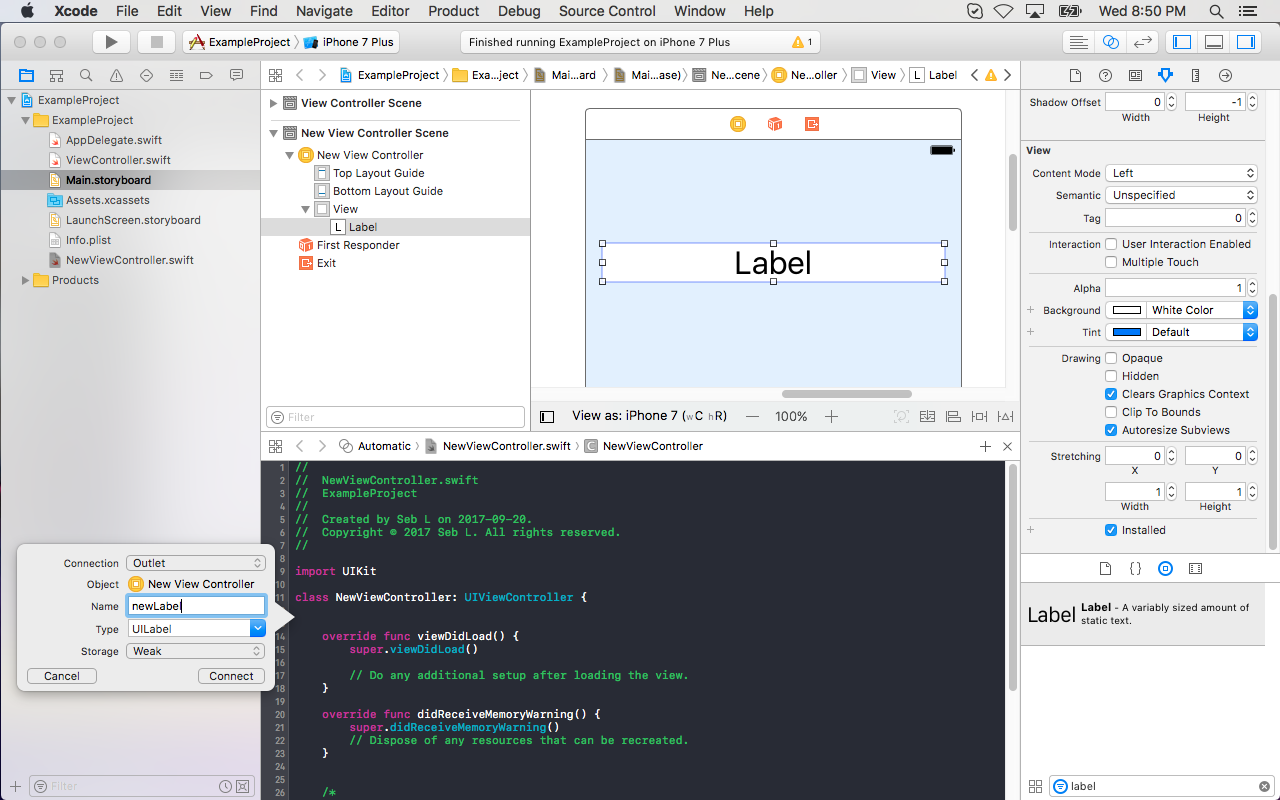 Xcode File Edit View Find Navigate Editor Product Debug Source Control Window Help Wed 8:50 PM
ExampleProject iPhone 7 Plus Finished running ExampleProject on iPhone 7 Plus 1
ExampleProject Exa...ject Mai...ard Mai...ase) Ne...cene Ne...oller View L Label
ExampleProject
ExampleProject
AppDelegate.swift
ViewController.swift
Main.storyboard
Assets.xcassets
LaunchScreen.storyboard
Info.plist
NewViewController.swift
Products
View Controller Scene
New View Controller Scene
New View Controller
Top Layout Guide
Bottom Layout Guide
View
L Label
First Responder
Exit
Filter
Label
View as: iPhone 7 (wC hR) — 100% +
Shadow Offset 0 -1
Width Height
View
Content Mode Left
Semantic Unspecified
Tag 0
Interaction User Interaction Enabled
Multiple Touch
Alpha 1
+ Background White Color
+ Tint Default
Drawing Opaque
Hidden
Clears Graphics Context
Clip To Bounds
Autoresize Subviews
Stretching 0 0
X Y
1 1
Width Height
+ Installed
{ }
Label Label - A variably sized amount of
static text.
label
Automatic NewViewController.swift C NewViewController
1 //
2 // NewViewController.swift
3 // ExampleProject
4 //
5 // Created by Seb L on 2017-09-20.
6 // Copyright © 2017 Seb L. All rights reserved.
7 //
8
9 import UIKit
10
11 class NewViewController: UIViewController {
14 override func viewDidLoad() {
15 super.viewDidLoad()
16
17 // Do any additional setup after loading the view.
18 }
19
20 override func didReceiveMemoryWarning() {
21 super.didReceiveMemoryWarning()
22 // Dispose of any resources that can be recreated.
23 }
24
25
26 /*
Connection Outlet
Object New View Controller
Name newLabel
Type UILabel
Storage Weak
Cancel Connect
Filter